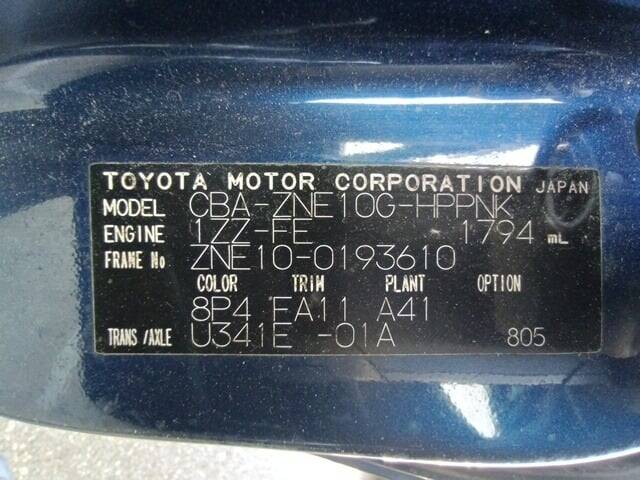 TOYOTA MOTOR CORPORATION JAPAN
MODEL CBA-ZNE10G-HPPNK
ENGINE 1ZZ-FE 1794 mL
FRAME No ZNE10-0193610
COLOR TRIM PLANT OPTION
8P4 EA11 A41
TRANS/AXLE U341E -01A 805